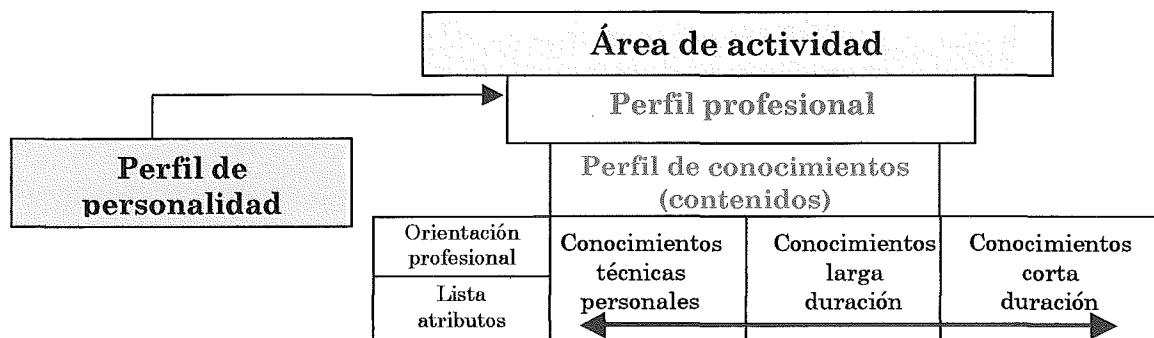 Área de actividad
Perfil profesional
Perfil de
personalidad
Perfil de conocimientos
(contenidos)
Orientación
profesional
Lista
atributos
Conocimientos
técnicas
personales
Conocimientos
larga
duración
Conocimientos
corta
duración